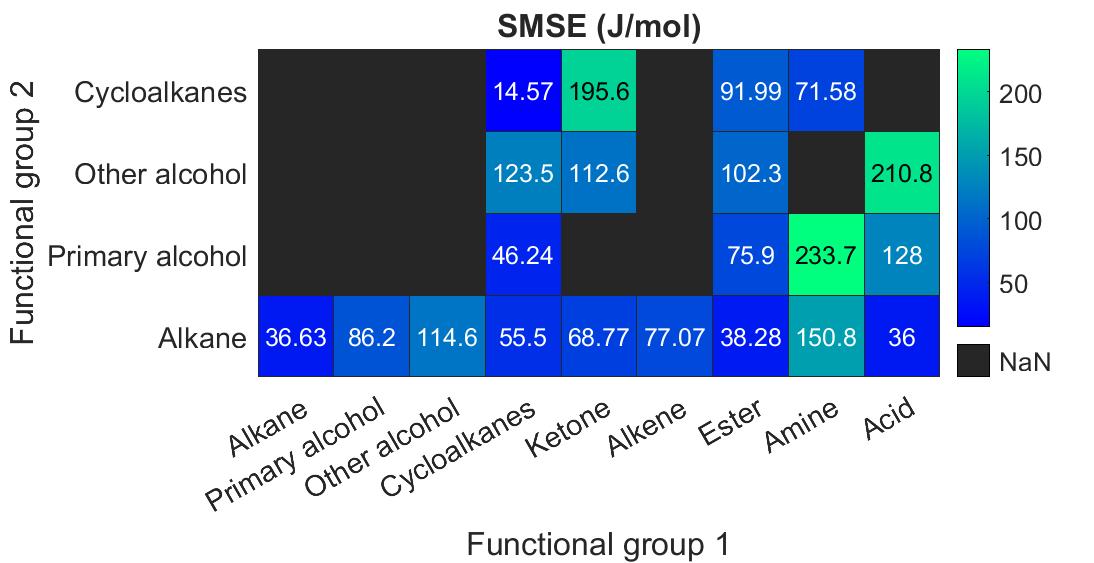 SMSE (J/mol)
Functional group 2
Cycloalkanes 14.57 195.6 91.99 71.58
Other alcohol 123.5 112.6 102.3 210.8
Primary alcohol 46.24 75.9 233.7 128
Alkane 36.63 86.2 114.6 55.5 68.77 77.07 38.28 150.8 36
200
150
100
50
NaN
Alkane
Primary alcohol
Other alcohol
Cycloalkanes
Ketone
Alkene
Ester
Amine
Acid
Functional group 1